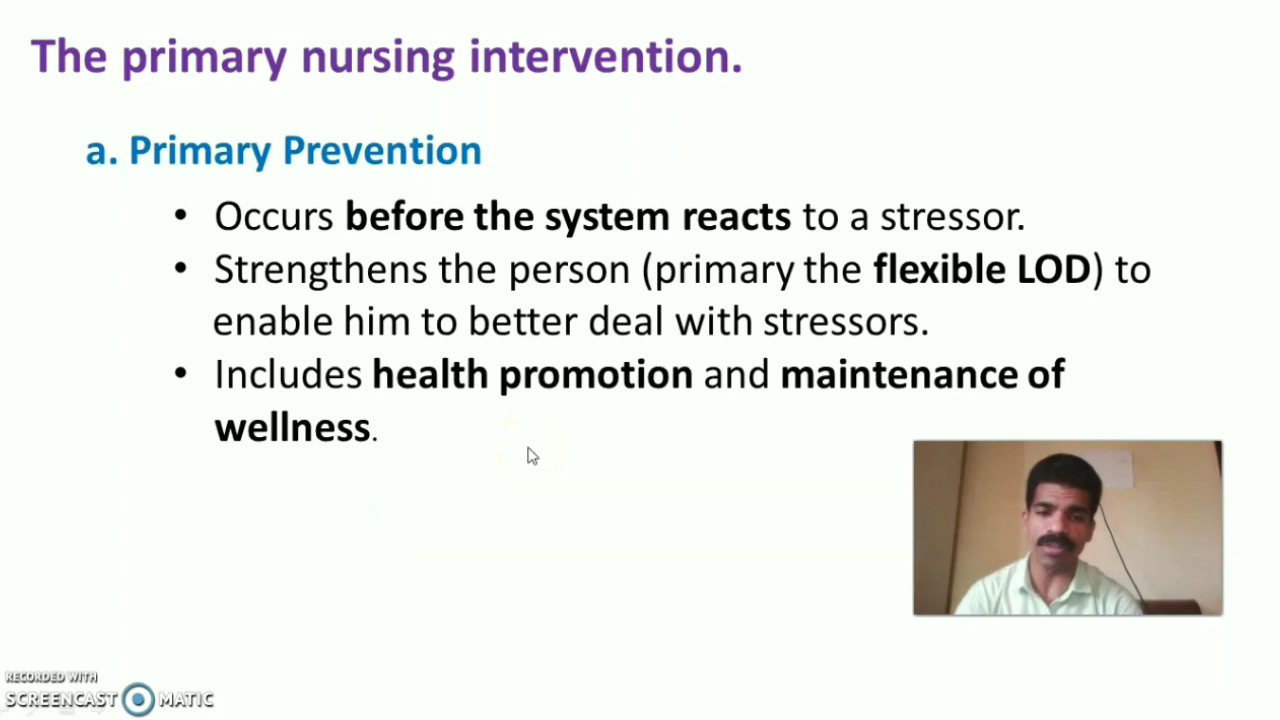 The primary nursing intervention.
a. Primary Prevention
• Occurs before the system reacts to a stressor.
• Strengthens the person (primary the flexible LOD) to
enable him to better deal with stressors.
• Includes health promotion and maintenance of
wellness.
RECORDED WITH
SCREENCAST MATIC